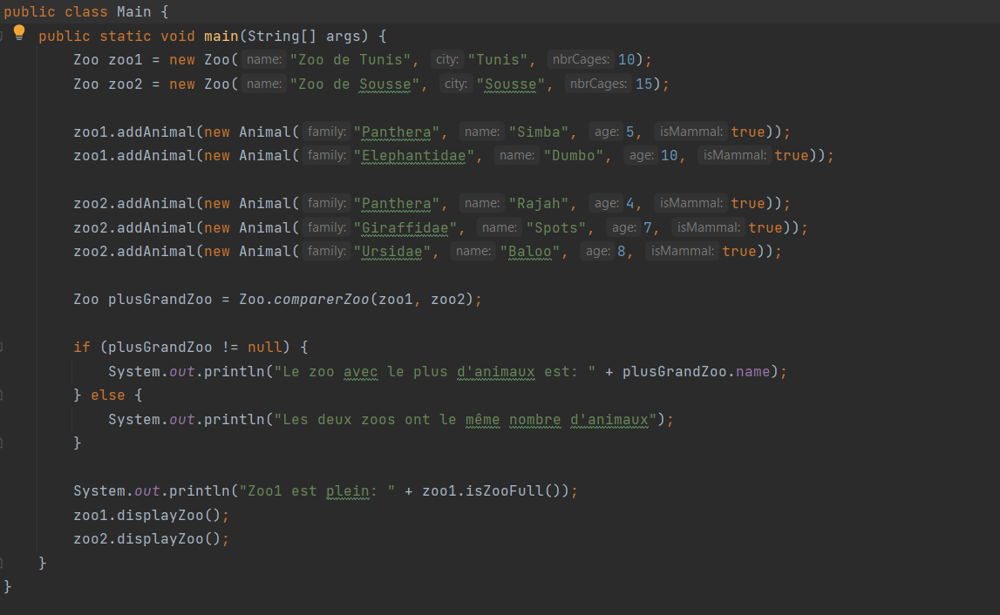 public class Main {
public static void main(String[] args) {
Zoo zoo1 = new Zoo( name: "Zoo de Tunis", city: "Tunis", nbrCages: 10);
Zoo zoo2 = new Zoo( name: "Zoo de Sousse", city: "Sousse", nbrCages: 15);
zoo1.addAnimal(new Animal( family: "Panthera", name: "Simba", age: 5, isMammal: true));
zoo1.addAnimal(new Animal( family: "Elephantidae", name: "Dumbo", age: 10, isMammal: true));
zoo2.addAnimal(new Animal( family: "Panthera", name: "Rajah", age: 4, isMammal: true));
zoo2.addAnimal(new Animal( family: "Giraffidae", name: "Spots", age: 7, isMammal: true));
zoo2.addAnimal(new Animal( family: "Ursidae", name: "Baloo", age: 8, isMammal: true));
Zoo plusGrandZoo = Zoo.comparerZoo(zoo1, zoo2);
if (plusGrandZoo != null) {
System.out.println("Le zoo avec le plus d'animaux est: " + plusGrandZoo.name);
} else {
System.out.println("Les deux zoos ont le même nombre d'animaux");
}
System.out.println("Zoo1 est plein: " + zoo1.isZooFull());
zoo1.displayZoo();
zoo2.displayZoo();
}
}